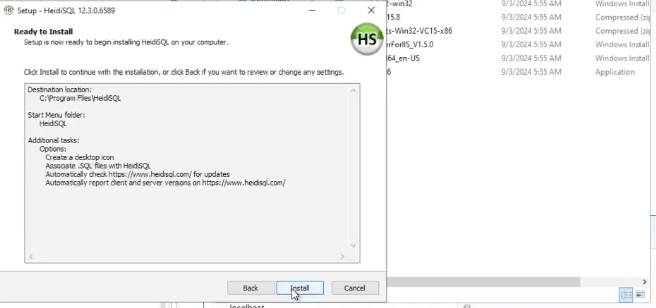 Setup - HeidiSQL 12.3.0.6589
Ready to Install
Setup is now ready to begin installing HeidiSQL on your computer.
HS
Click Install to continue with the installation, or click Back if you want to review or change any settings.
Destination location:
C:\Program Files\HeidiSQL
Start Menu folder:
HeidiSQL
Additional tasks:
Options:
Create a desktop icon
Associate .SQL files with HeidiSQL
Automatically check https://www.heidisql.com/ for updates
Automatically report client and server versions on https://www.heidisql.com/
Back
Install
Cancel
-win32 9/3/2024 5:55 AM Windows Install
15.8 9/3/2024 5:55 AM Compressed (zip
ts-Win32-VC15-x86 9/3/2024 5:55 AM Compressed (zip
erForIIS_V1.5.0 9/3/2024 5:55 AM Windows Install
64_en-US 9/3/2024 5:55 AM Windows Install
6 9/3/2024 5:55 AM Application
localhost